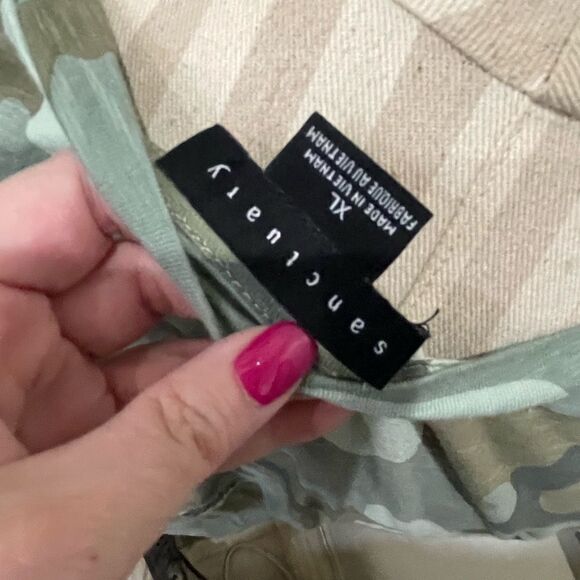 sanctuary
XL
MADE IN VIETNAM
FABRIQUE AU VIETNAM